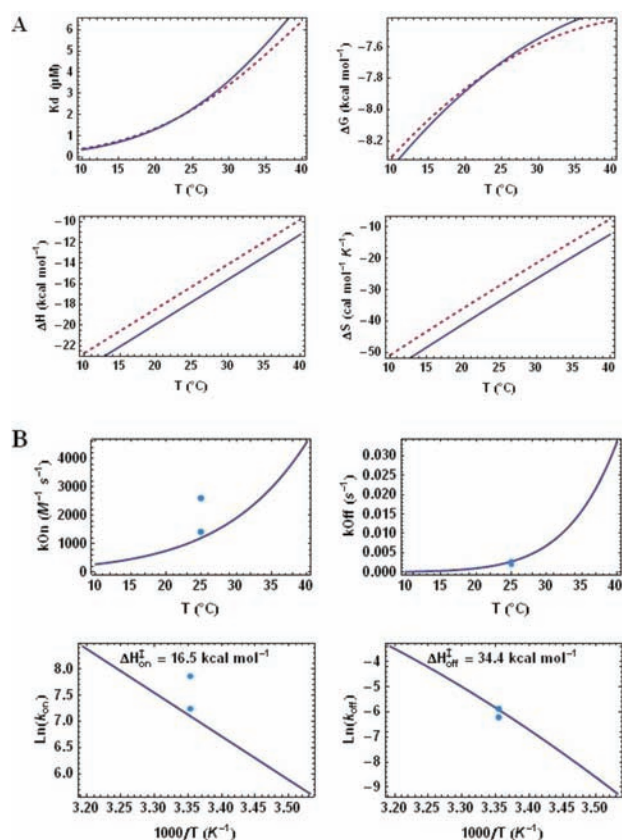 A
6
5
4
3
2
1
0
Kd (μM)
10 15 20 25 30 35 40
T (°C)
−7.6
−7.8
−8.0
−8.2
ΔG (kcal mol⁻¹)
10 15 20 25 30 35 40
T (°C)
−10
−12
−14
−16
−18
−20
−22
ΔH (kcal mol⁻¹)
10 15 20 25 30 35 40
T (°C)
−10
−20
−30
−40
−50
ΔS (cal mol⁻¹ K⁻¹)
10 15 20 25 30 35 40
T (°C)
B
4000
3000
2000
1000
0
kOn (M⁻¹ s⁻¹)
10 15 20 25 30 35 40
T (°C)
0.030
0.025
0.020
0.015
0.010
0.005
0.000
kOff (s⁻¹)
10 15 20 25 30 35 40
T (°C)
ΔH‡on = 16.5 kcal mol⁻¹
8.0
7.5
7.0
6.5
6.0
Ln(kon)
3.20 3.25 3.30 3.35 3.40 3.45 3.50
1000fT (K⁻¹)
ΔH‡off = 34.4 kcal mol⁻¹
−4
−5
−6
−7
−8
−9
Ln(koff)
3.20 3.25 3.30 3.35 3.40 3.45 3.50
1000fT (K⁻¹)